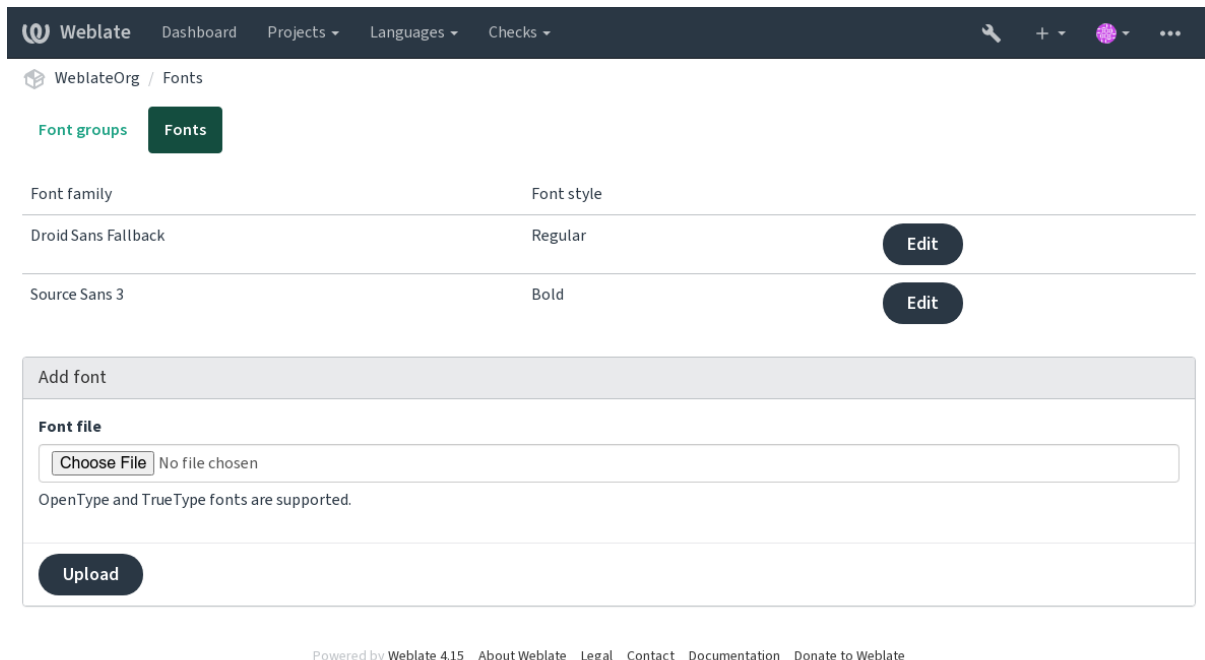 Weblate Dashboard Projects Languages Checks
WeblateOrg / Fonts
Font groups Fonts
Font family Font style
Droid Sans Fallback Regular Edit
Source Sans 3 Bold Edit
Add font
Font file
Choose File No file chosen
OpenType and TrueType fonts are supported.
Upload
Powered by Weblate 4.15 About Weblate Legal Contact Documentation Donate to Weblate